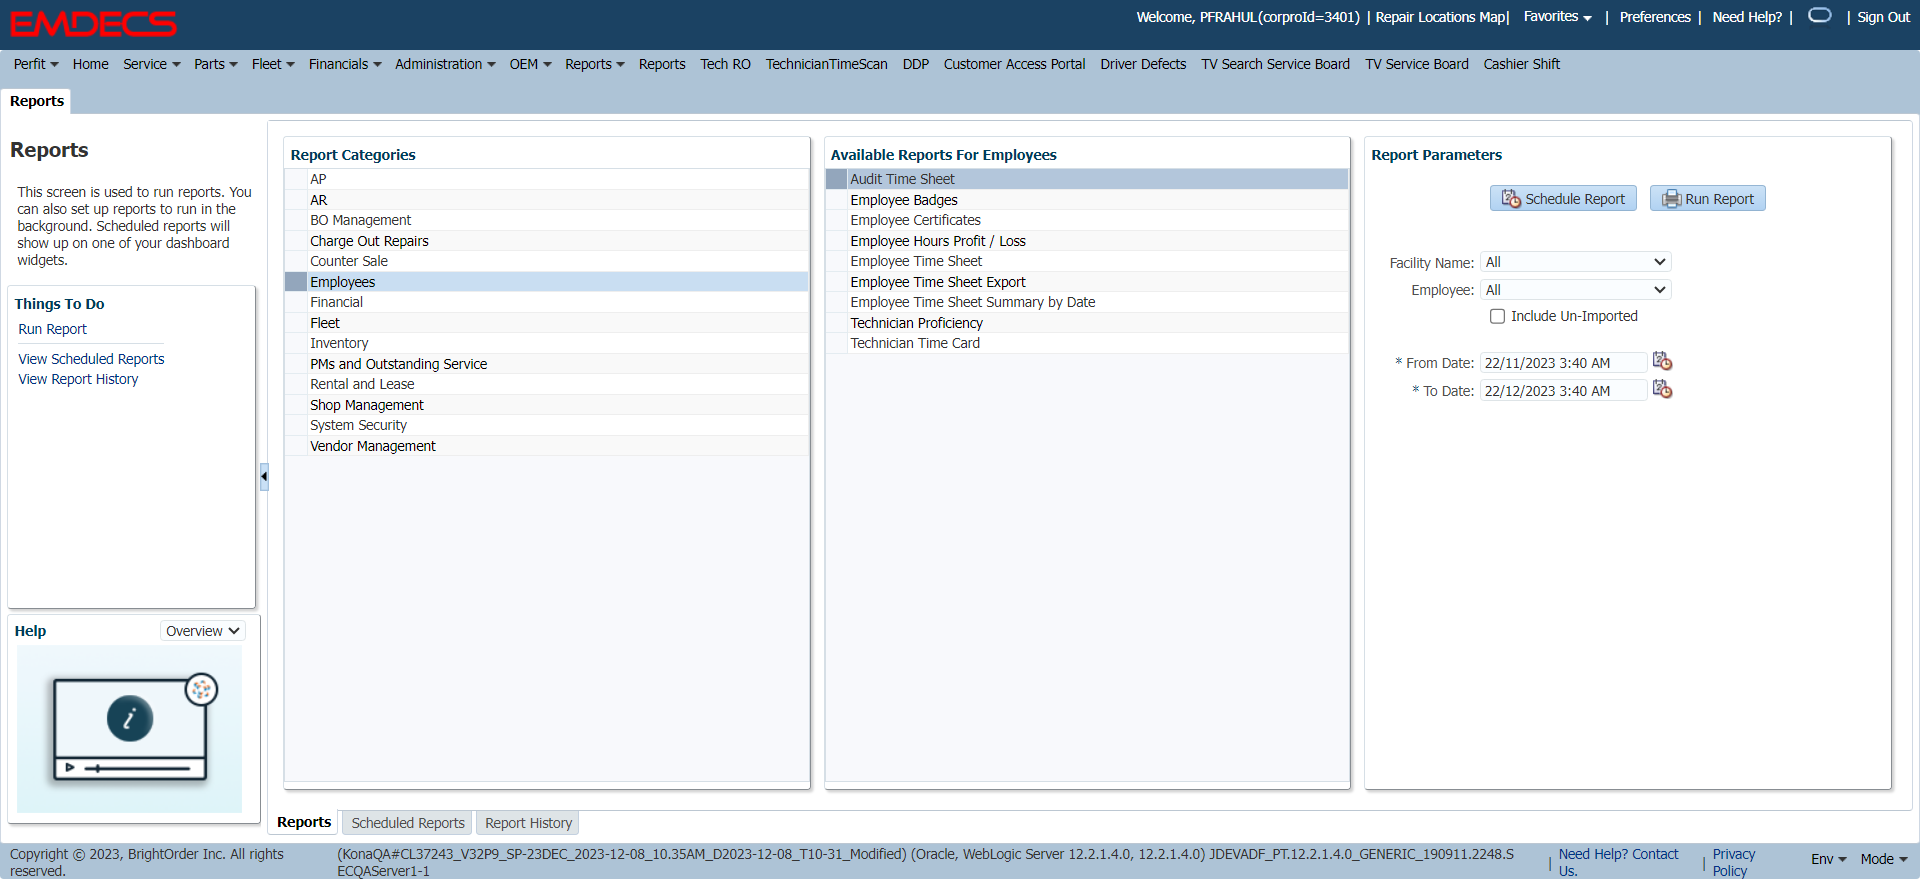 EMDECS
Welcome, PFRAHUL(corproId=3401) | Repair Locations Map| Favorites | Preferences | Need Help? | | Sign Out
Perfit Home Service Parts Fleet Financials Administration OEM Reports Reports Tech RO TechnicianTimeScan DDP Customer Access Portal Driver Defects TV Search Service Board TV Service Board Cashier Shift
Reports
Reports
This screen is used to run reports. You
can also set up reports to run in the
background. Scheduled reports will
show up on one of your dashboard
widgets.
Things To Do
Run Report
View Scheduled Reports
View Report History
Help
Overview
Report Categories
AP
AR
BO Management
Charge Out Repairs
Counter Sale
Employees
Financial
Fleet
Inventory
PMs and Outstanding Service
Rental and Lease
Shop Management
System Security
Vendor Management
Available Reports For Employees
Audit Time Sheet
Employee Badges
Employee Certificates
Employee Hours Profit / Loss
Employee Time Sheet
Employee Time Sheet Export
Employee Time Sheet Summary by Date
Technician Proficiency
Technician Time Card
Report Parameters
Schedule Report Run Report
Facility Name: All
Employee: All
Include Un-Imported
* From Date: 22/11/2023 3:40 AM
* To Date: 22/12/2023 3:40 AM
Reports Scheduled Reports Report History
Copyright © 2023, BrightOrder Inc. All rights
reserved.
(KonaQA#CL37243_V32P9_SP-23DEC_2023-12-08_10.35AM_D2023-12-08_T10-31_Modified) (Oracle, WebLogic Server 12.2.1.4.0, 12.2.1.4.0) JDEVADF_PT.12.2.1.4.0_GENERIC_190911.2248.S
ECQAServer1-1
| Need Help? Contact
Us.
| Privacy
Policy
Env Mode